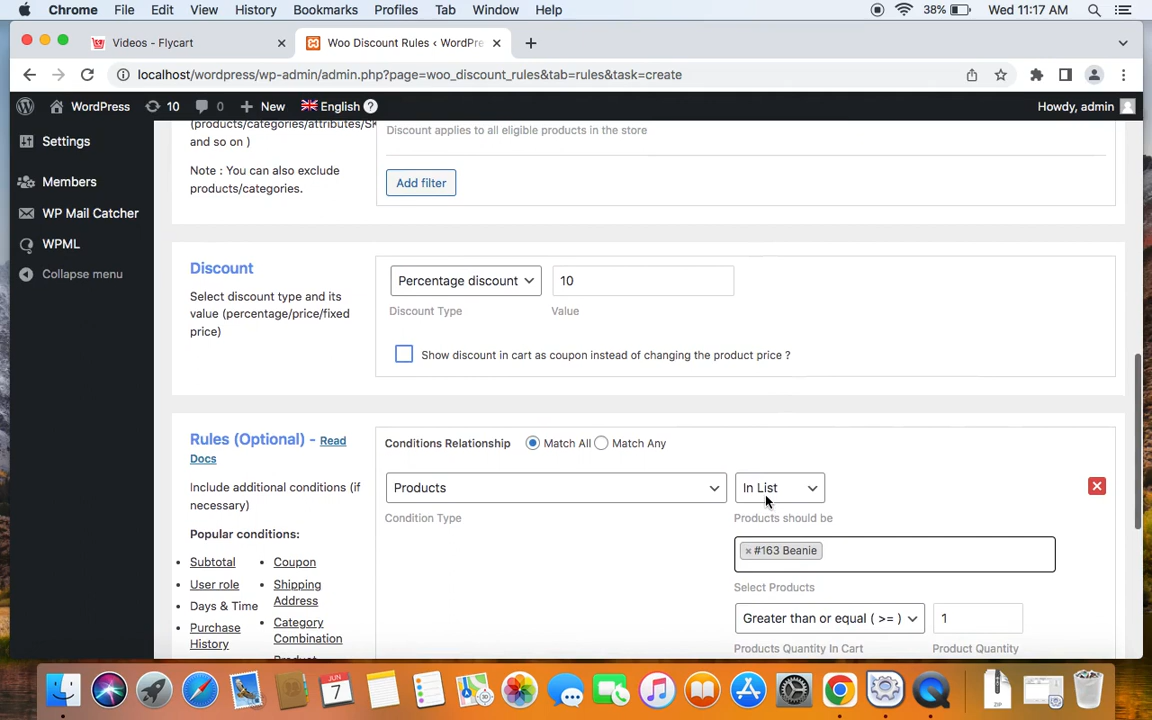 Chrome File Edit View History Bookmarks Profiles Tab Window Help 38% Wed 11:17 AM
Videos - Flycart Woo Discount Rules ‹ WordPre
localhost/wordpress/wp-admin/admin.php?page=woo_discount_rules&tab=rules&task=create
WordPress 10 0 New English Howdy, admin
Settings
Members
WP Mail Catcher
WPML
Collapse menu
(products/categories/attributes/SK
and so on )
Note : You can also exclude
products/categories.
Discount applies to all eligible products in the store
Add filter
Discount
Select discount type and its
value (percentage/price/fixed
price)
Percentage discount 10
Discount Type Value
Show discount in cart as coupon instead of changing the product price ?
Rules (Optional) - Read
Docs
Include additional conditions (if
necessary)
Popular conditions:
Subtotal
User role
Days & Time
Purchase
History
Coupon
Shipping
Address
Category
Combination
Conditions Relationship Match All Match Any
Products In List
Condition Type Products should be
× #163 Beanie
Select Products
Greater than or equal ( >= ) 1
Products Quantity In Cart Product Quantity
JUN
7
ZIP